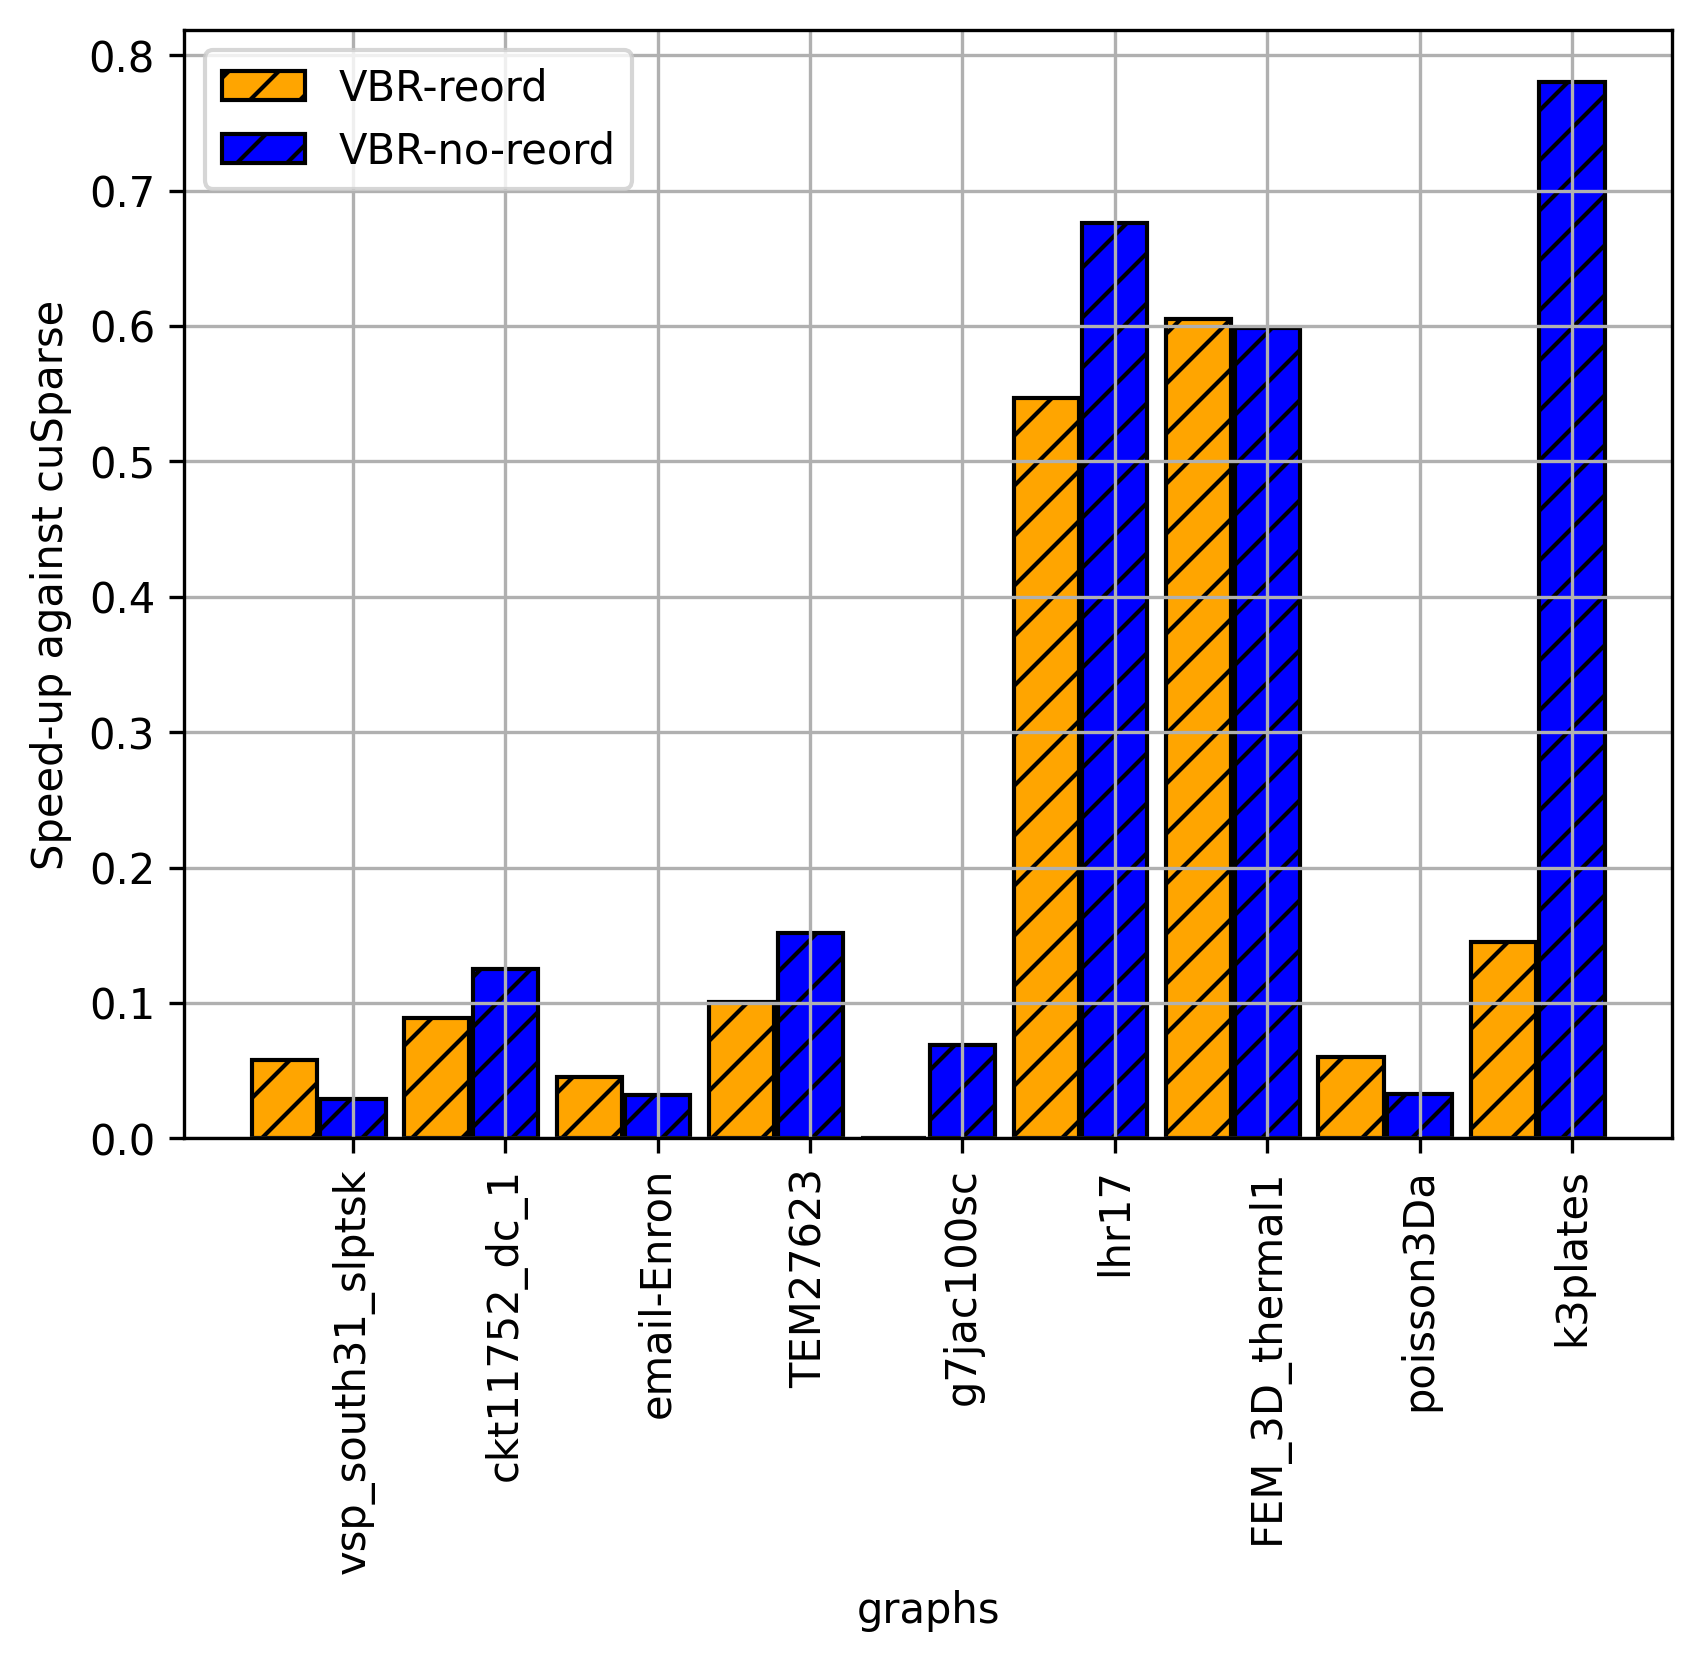 VBR-reord
VBR-no-reord
Speed-up against cuSparse
0.8
0.7
0.6
0.5
0.4
0.3
0.2
0.1
0.0
vsp_south31_slptsk
ckt11752_dc_1
email-Enron
TEM27623
g7jac100sc
lhr17
FEM_3D_thermal1
poisson3Da
k3plates
graphs